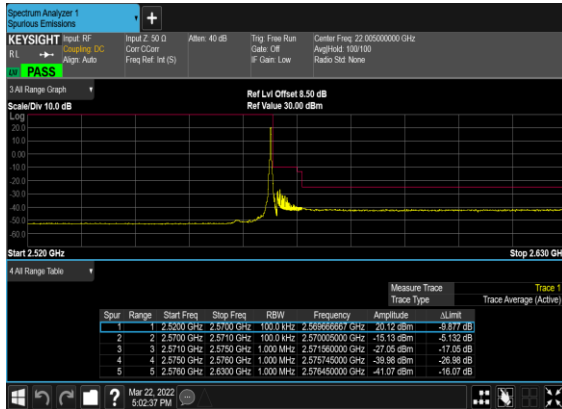 Spectrum Analyzer 1
Spurious Emissions
KEYSIGHT
RL
Input: RF
Coupling: DC
Align: Auto
Input Z: 50 Ω
Corr CCorr
Freq Ref: Int (S)
Atten: 40 dB
Trig: Free Run
Gate: Off
IF Gain: Low
Center Freq: 22.005000000 GHz
Avg|Hold: 100/100
Radio Std: None
PASS
3 All Range Graph
Scale/Div 10.0 dB
Ref Lvl Offset 8.50 dB
Ref Value 30.00 dBm
Log
20.0
10.0
0.00
-10.0
-20.0
-30.0
-40.0
-50.0
-60.0
Start 2.520 GHz
Stop 2.630 GH
4 All Range Table
Measure Trace Trace 1
Trace Type Trace Average (Active)
Spur Range Start Freq Stop Freq RBW Frequency Amplitude ΔLimit
1 1 2.5200 GHz 2.5700 GHz 100.0 kHz 2.569666667 GHz 20.12 dBm -9.877 dB
2 2 2.5700 GHz 2.5710 GHz 100.0 kHz 2.570005000 GHz -15.13 dBm -5.132 dB
3 3 2.5710 GHz 2.5750 GHz 1.000 MHz 2.571560000 GHz -27.05 dBm -17.05 dB
4 4 2.5750 GHz 2.5760 GHz 1.000 MHz 2.575745000 GHz -39.98 dBm -26.98 dB
5 5 2.5760 GHz 2.6300 GHz 1.000 MHz 2.576450000 GHz -41.07 dBm -16.07 dB
Mar 22, 2022
5:02:37 PM